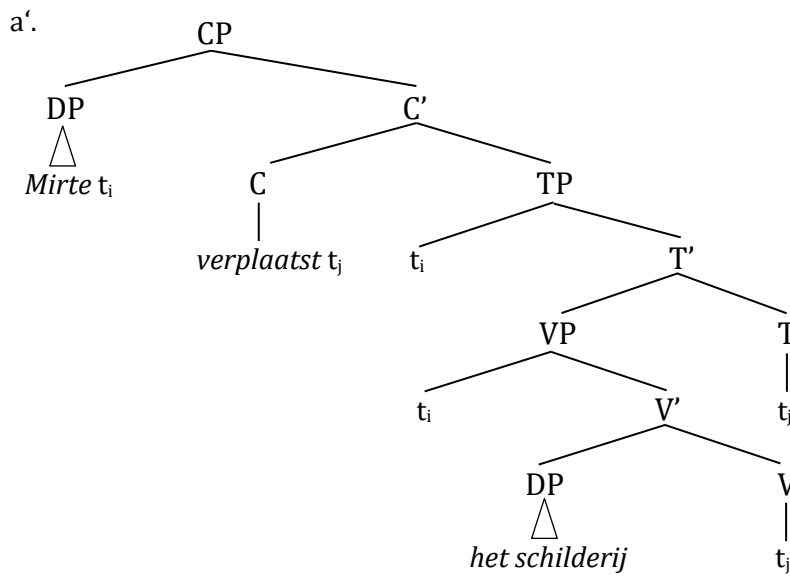 a‘.
CP
DP C’
Mirte tᵢ C TP
verplaatst tⱼ tᵢ T’
VP T
tᵢ V’ tⱼ
DP V
het schilderij tⱼ